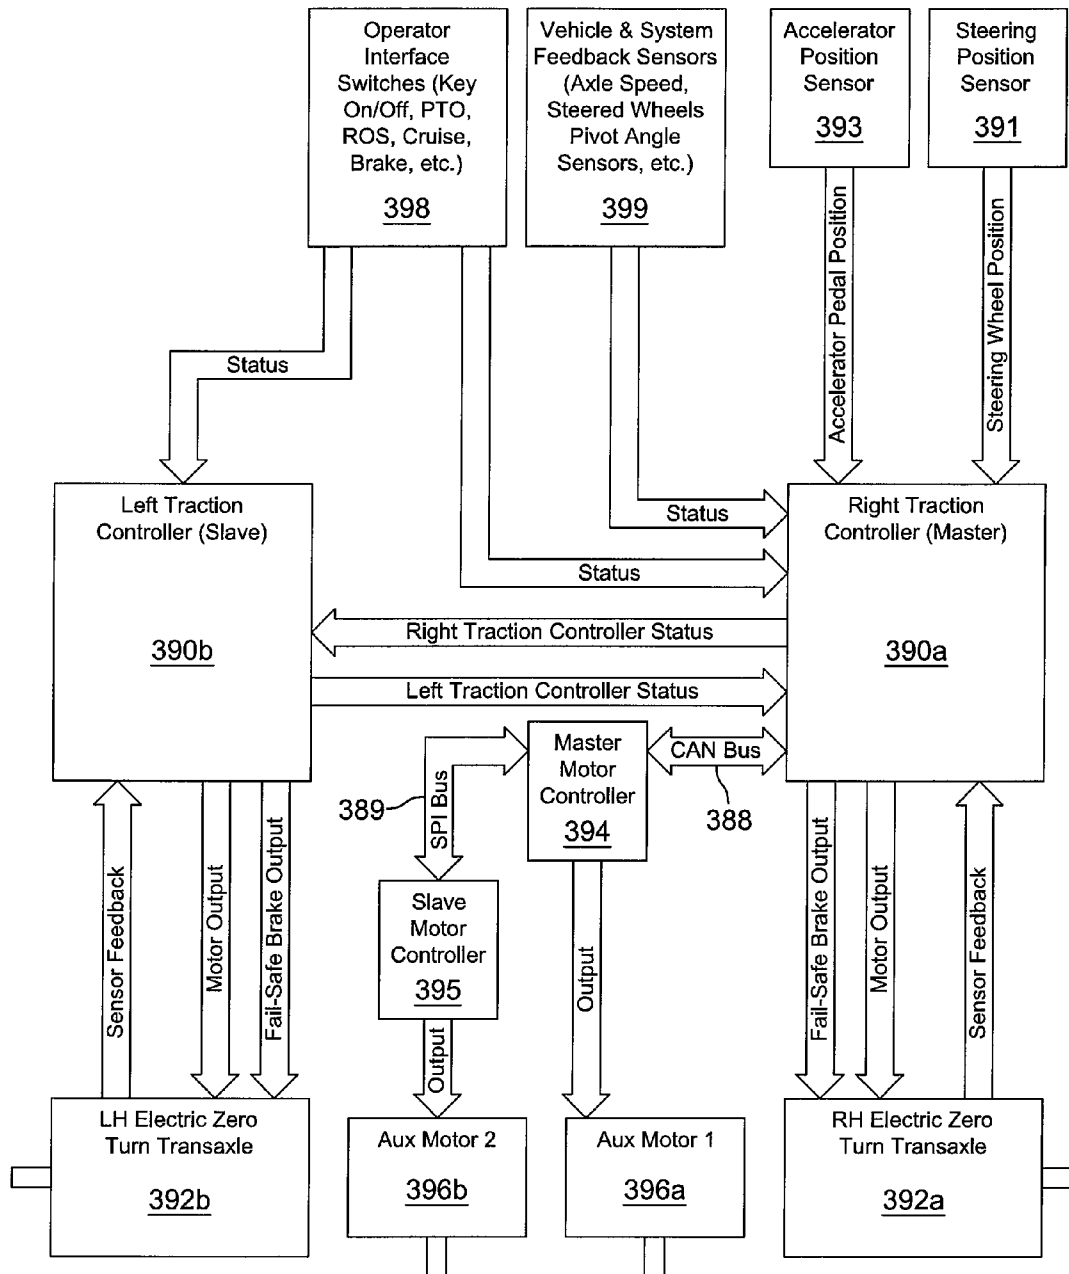 Operator
Interface
Switches (Key
On/Off, PTO,
ROS, Cruise,
Brake, etc.)
398
Vehicle & System
Feedback Sensors
(Axle Speed,
Steered Wheels
Pivot Angle
Sensors, etc.)
399
Accelerator
Position
Sensor
393
Steering
Position
Sensor
391
Accelerator Pedal Position
Steering Wheel Position
Status
Left Traction
Controller (Slave)
390b
Status
Status
Right Traction
Controller (Master)
390a
Right Traction Controller Status
Left Traction Controller Status
Master
Motor
Controller
394
CAN Bus
388
SPI Bus
389
Slave
Motor
Controller
395
Sensor Feedback
Motor Output
Fail-Safe Brake Output
Output
Output
Fail-Safe Brake Output
Motor Output
Sensor Feedback
LH Electric Zero
Turn Transaxle
392b
Aux Motor 2
396b
Aux Motor 1
396a
RH Electric Zero
Turn Transaxle
392a